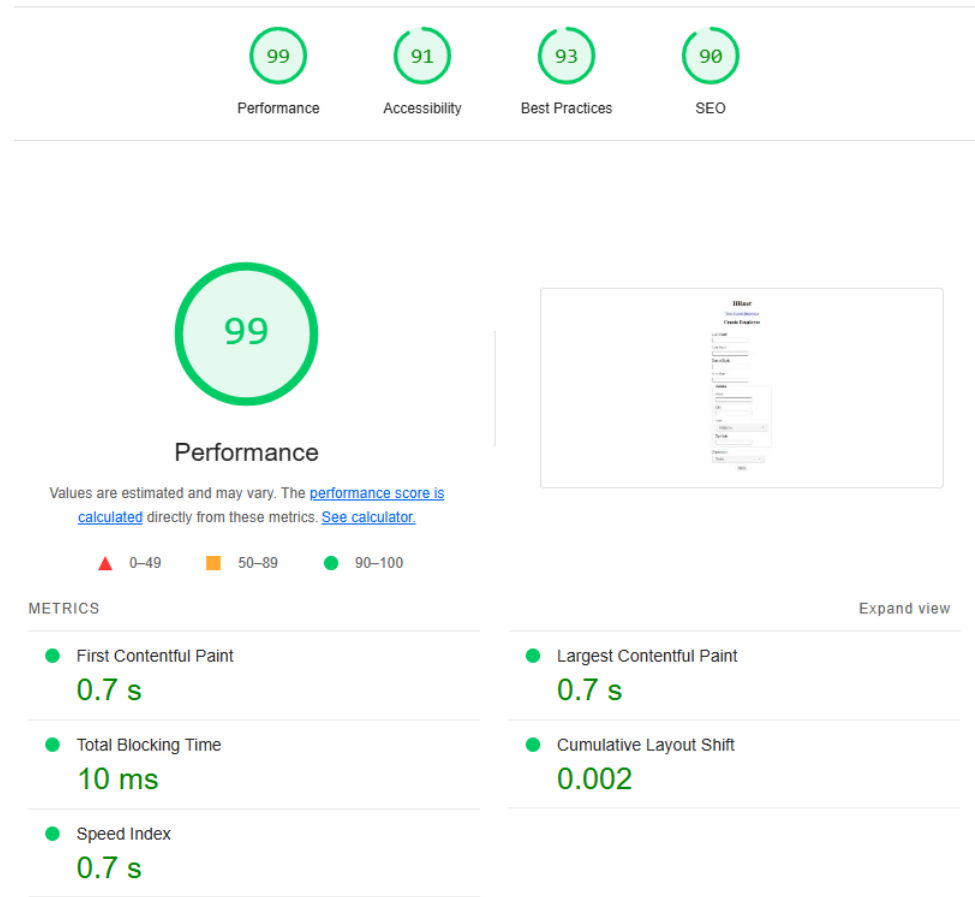 99
91
93
90
Performance
Accessibility
Best Practices
SEO
99
Performance
Values are estimated and may vary. The performance score is
calculated directly from these metrics. See calculator.
0–49
50–89
90–100
HRnet
Create Employee
METRICS
Expand view
First Contentful Paint
0.7 s
Largest Contentful Paint
0.7 s
Total Blocking Time
10 ms
Cumulative Layout Shift
0.002
Speed Index
0.7 s